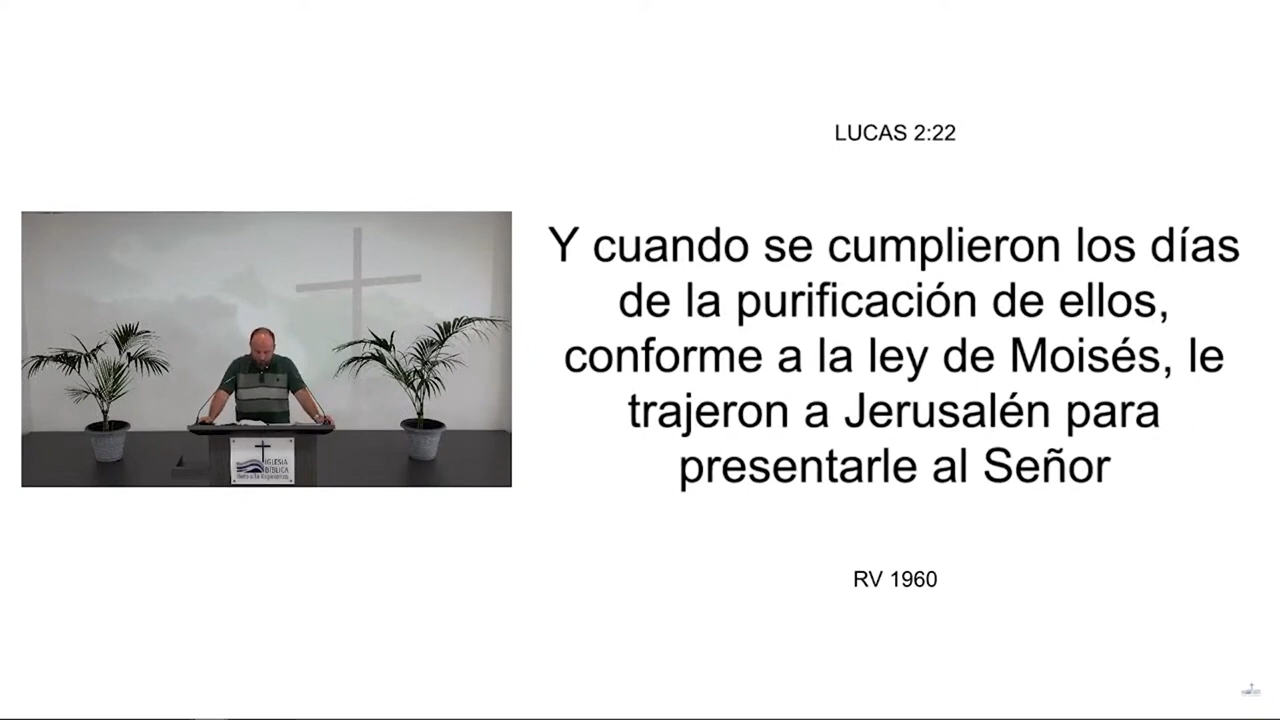 LUCAS 2:22
Y cuando se cumplieron los días
de la purificación de ellos,
conforme a la ley de Moisés, le
trajeron a Jerusalén para
presentarle al Señor
RV 1960
IGLESIA
BÍBLICA